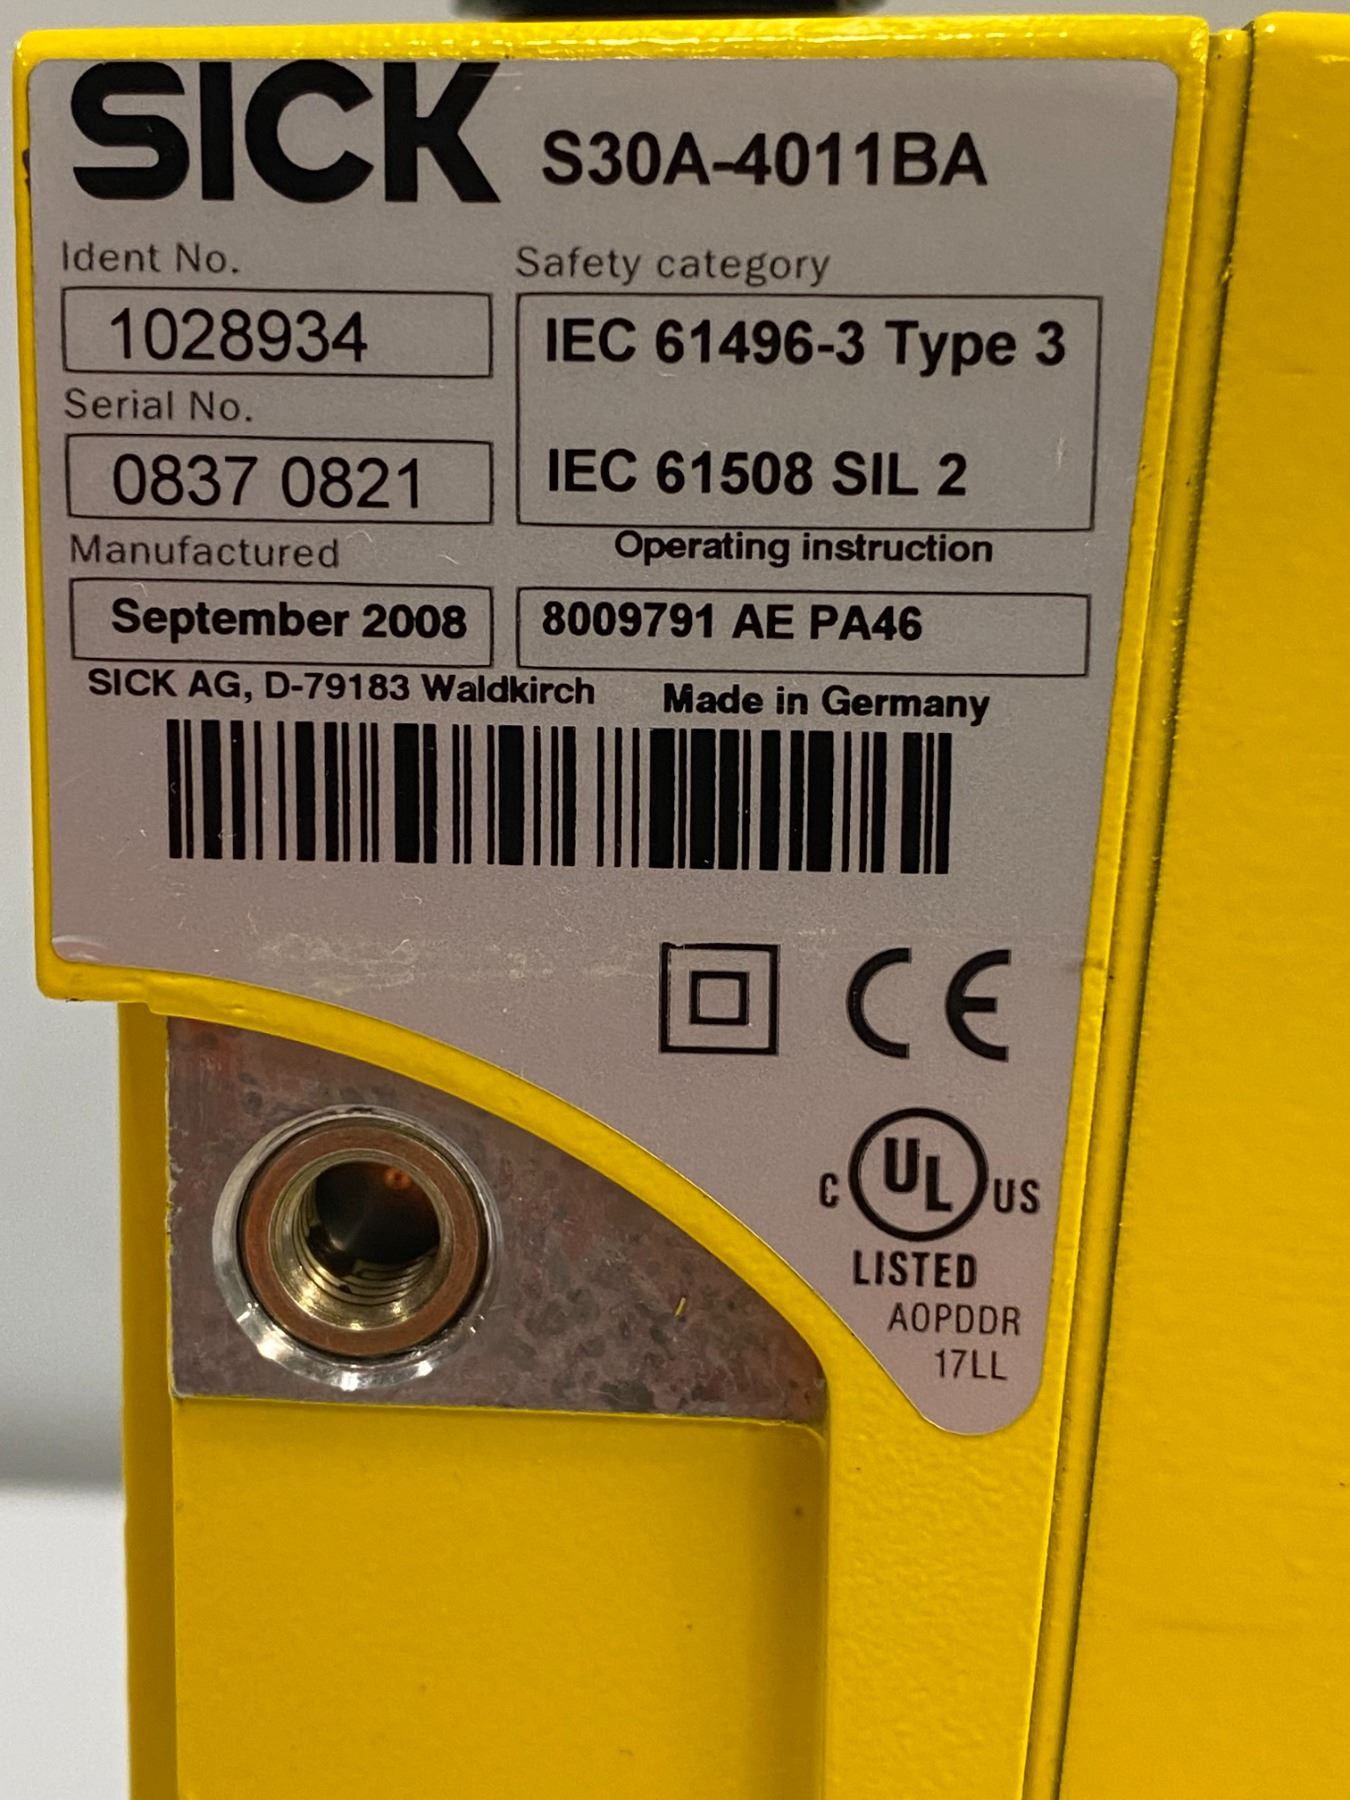 SICK S30A-4011BA
Ident No.
1028934
Serial No.
0837 0821
Manufactured
September 2008
Safety category
IEC 61496-3 Type 3
IEC 61508 SIL 2
Operating instruction
8009791 AE PA46
SICK AG, D-79183 Waldkirch Made in Germany
CE
C UL US
LISTED
AOPDDR
17LL